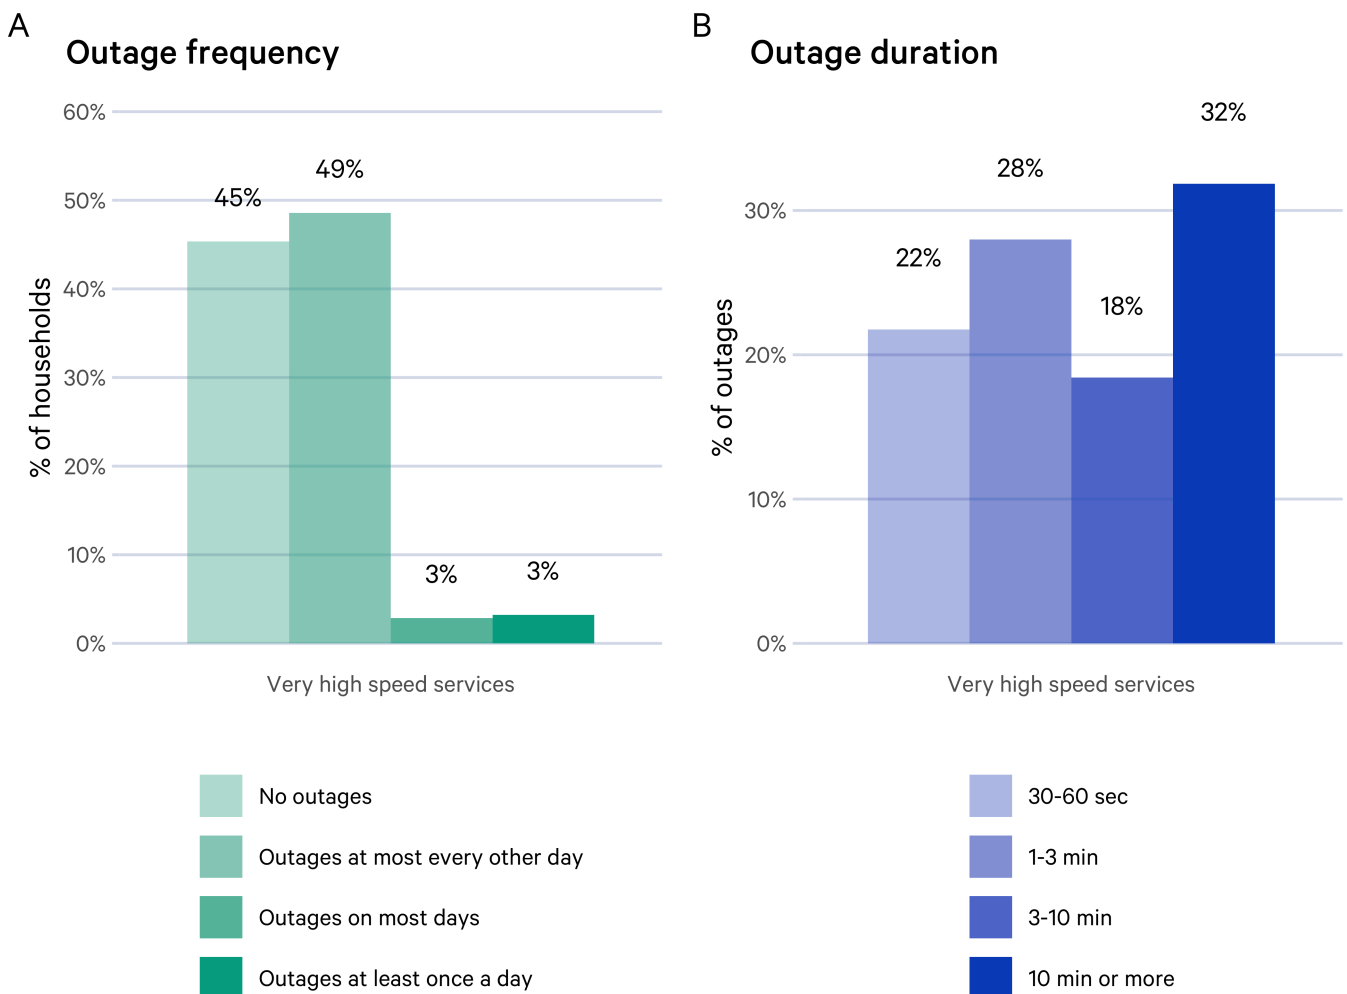 A
Outage frequency
60%
50%
40%
30%
20%
10%
0%
% of households
45%
49%
3%
3%
Very high speed services
No outages
Outages at most every other day
Outages on most days
Outages at least once a day
B
Outage duration
30%
20%
10%
0%
% of outages
22%
28%
18%
32%
Very high speed services
30-60 sec
1-3 min
3-10 min
10 min or more